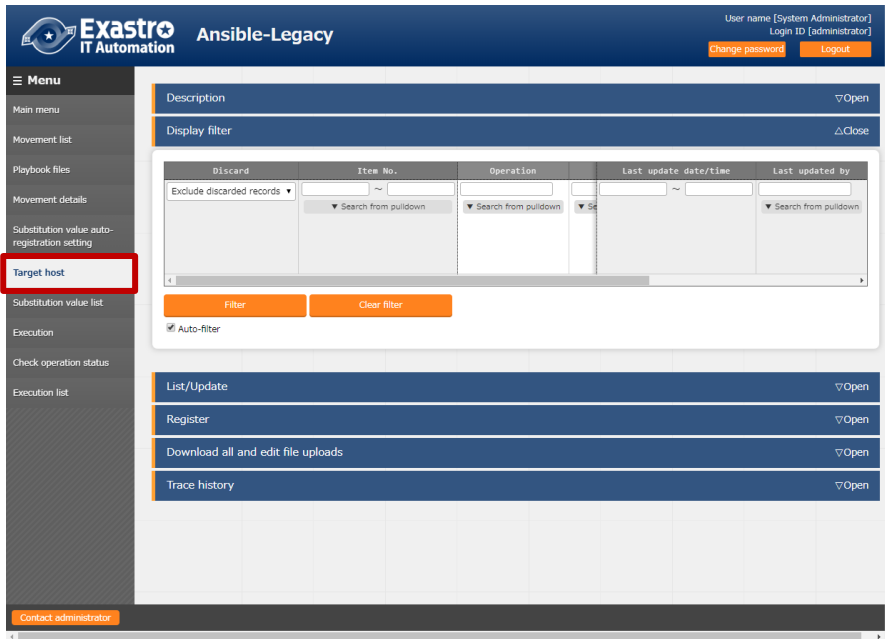 Exastro
IT Automation
Ansible-Legacy
User name [System Administrator]
Login ID [administrator]
Change password
Logout
☰ Menu
Main menu
Movement list
Playbook files
Movement details
Substitution value auto-
registration setting
Target host
Substitution value list
Execution
Check operation status
Execution list
Description
▽Open
Display filter
△Close
Discard
Item No.
Operation
Last update date/time
Last updated by
Exclude discarded records ▼
~
~
▼ Search from pulldown
▼ Search from pulldown
▼ Se
▼ Search from pulldown
Filter
Clear filter
Auto-filter
List/Update
▽Open
Register
▽Open
Download all and edit file uploads
▽Open
Trace history
▽Open
Contact administrator